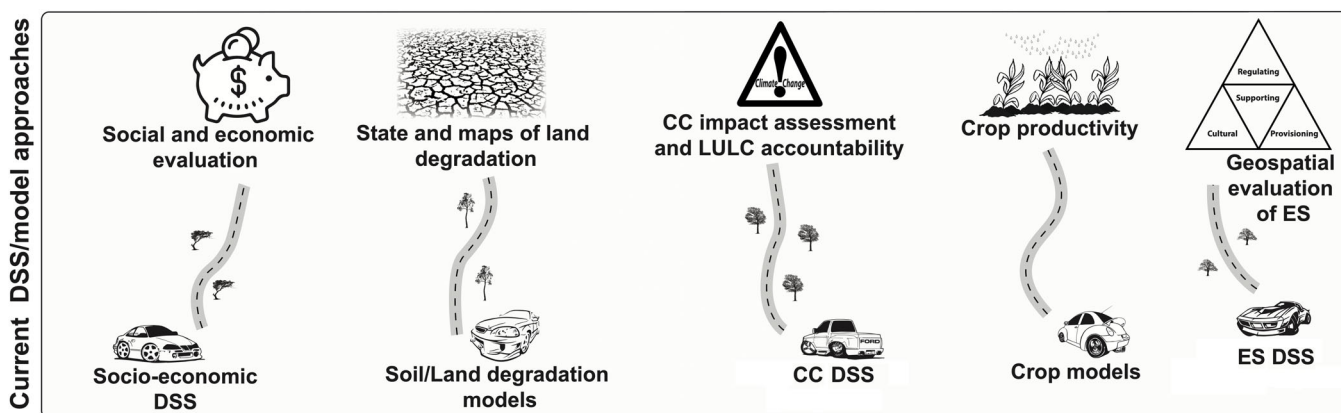 Current DSS/model approaches
$
Social and economic
evaluation
Socio-economic
DSS
State and maps of land
degradation
Soil/Land degradation
models
Climate Change
CC impact assessment
and LULC accountability
FORD
CC DSS
Crop productivity
Crop models
Regulating
Supporting
Cultural
Provisioning
Geospatial
evaluation
of ES
ES DSS